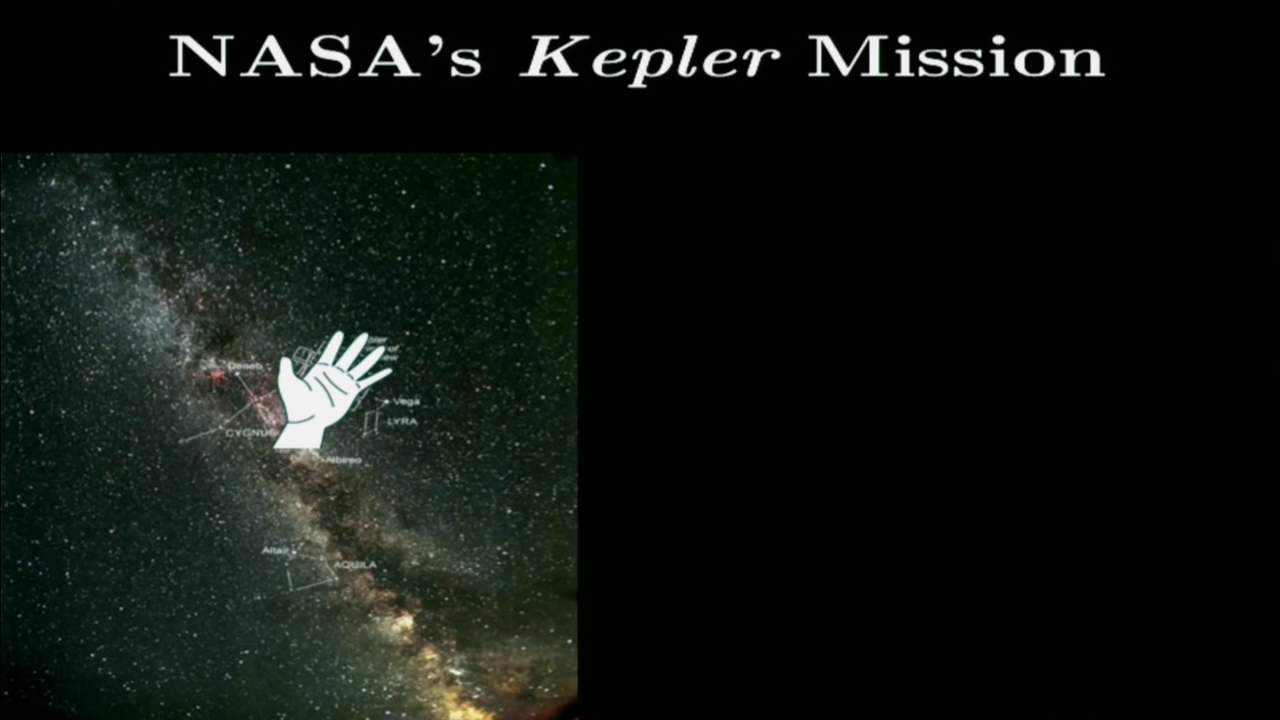 NASA's Kepler Mission
Deneb
Vega
LYRA
CYGNUS
Albireo
Altair
AQUILA